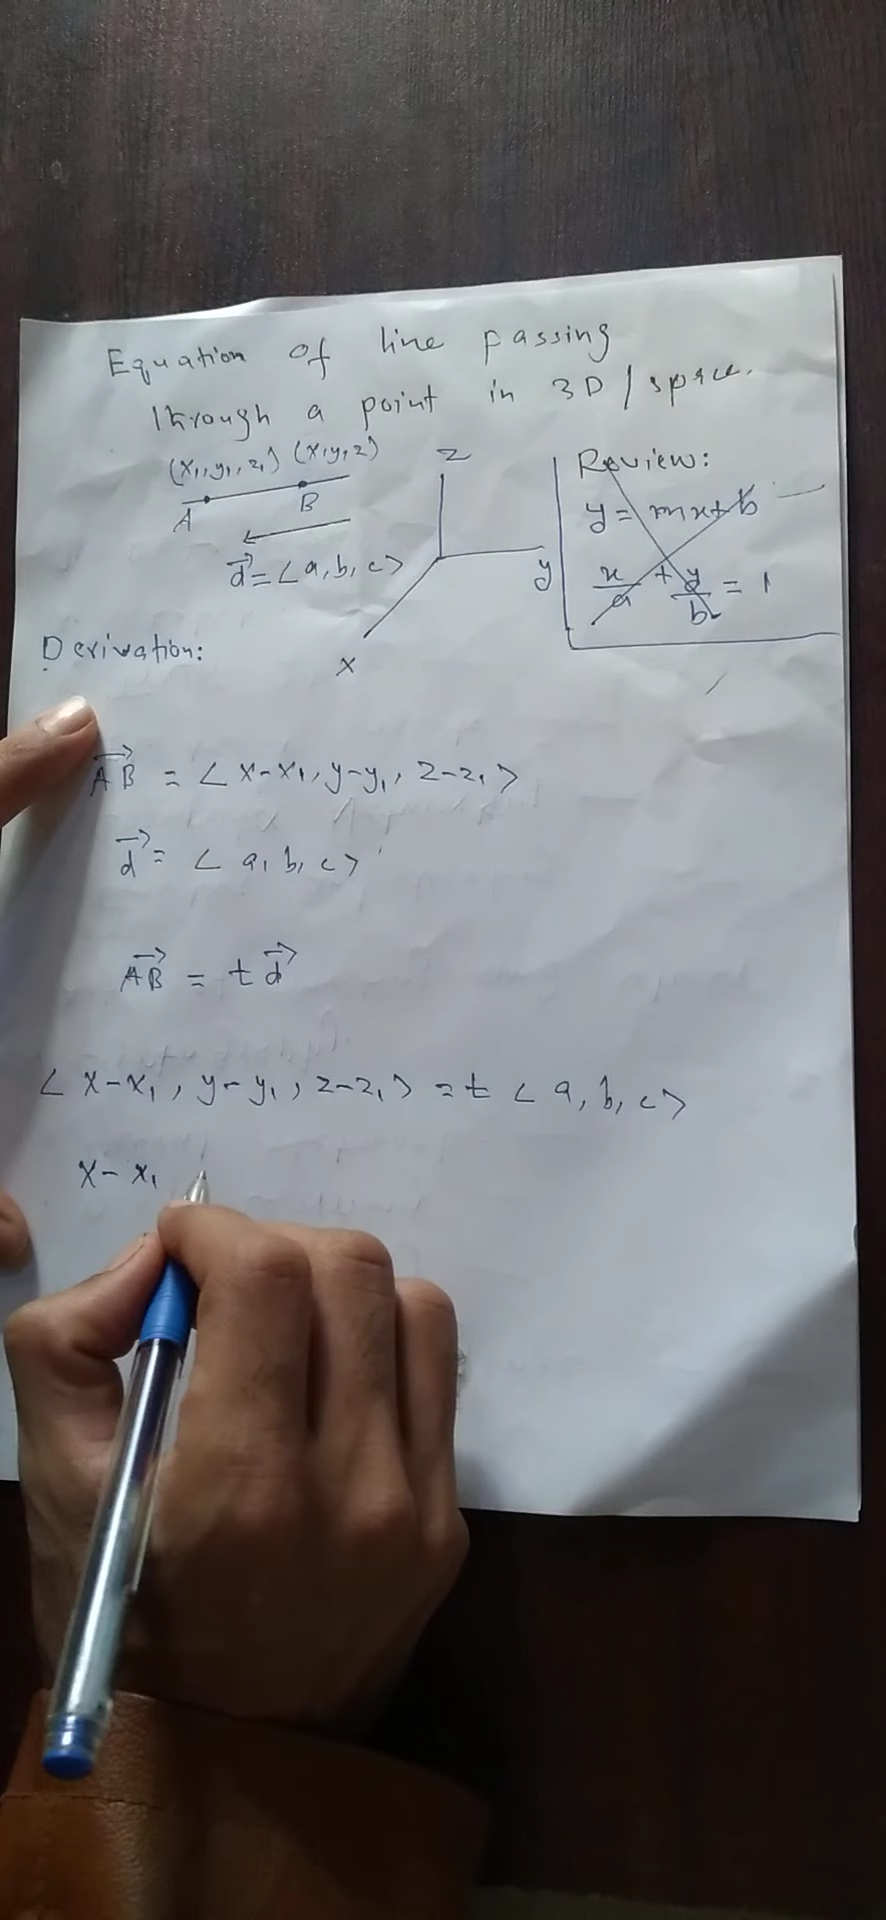 Equation of line passing
through a point in 3D/space.
(x₁,y₁,z₁) (x,y,z)
A B
d⃗ = <a, b, c>
z
y
x
Review:
y = mx+b
x/a + y/b = 1
Derivation:
AB⃗ = <x-x₁, y-y₁, z-z₁>
d⃗ = <a, b, c>
AB⃗ = t d⃗
<x-x₁, y-y₁, z-z₁> = t <a, b, c>
x-x₁